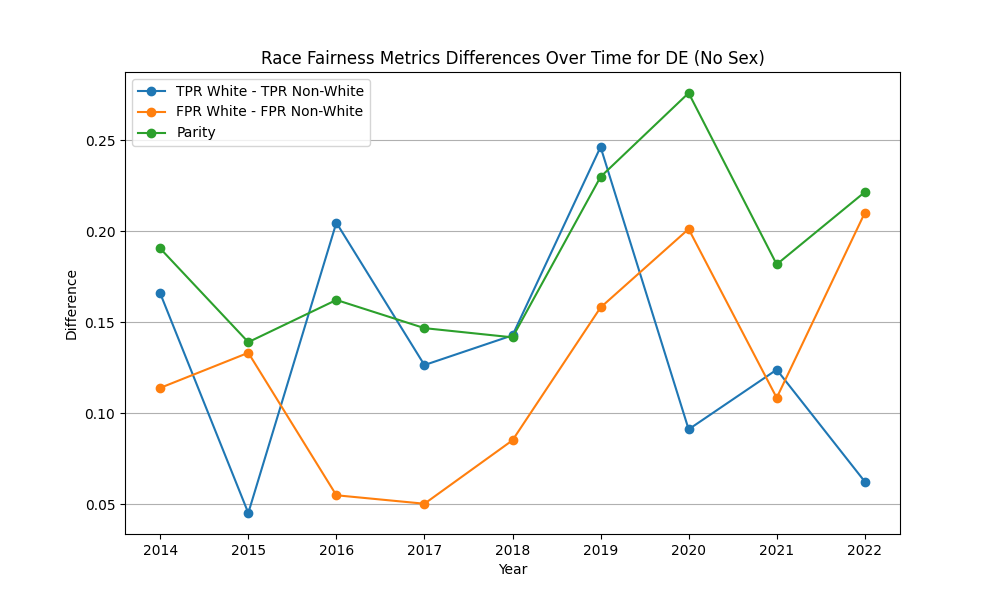 Race Fairness Metrics Differences Over Time for DE (No Sex)
TPR White - TPR Non-White
FPR White - FPR Non-White
Parity
0.25
0.20
0.15
0.10
0.05
Difference
2014 2015 2016 2017 2018 2019 2020 2021 2022
Year